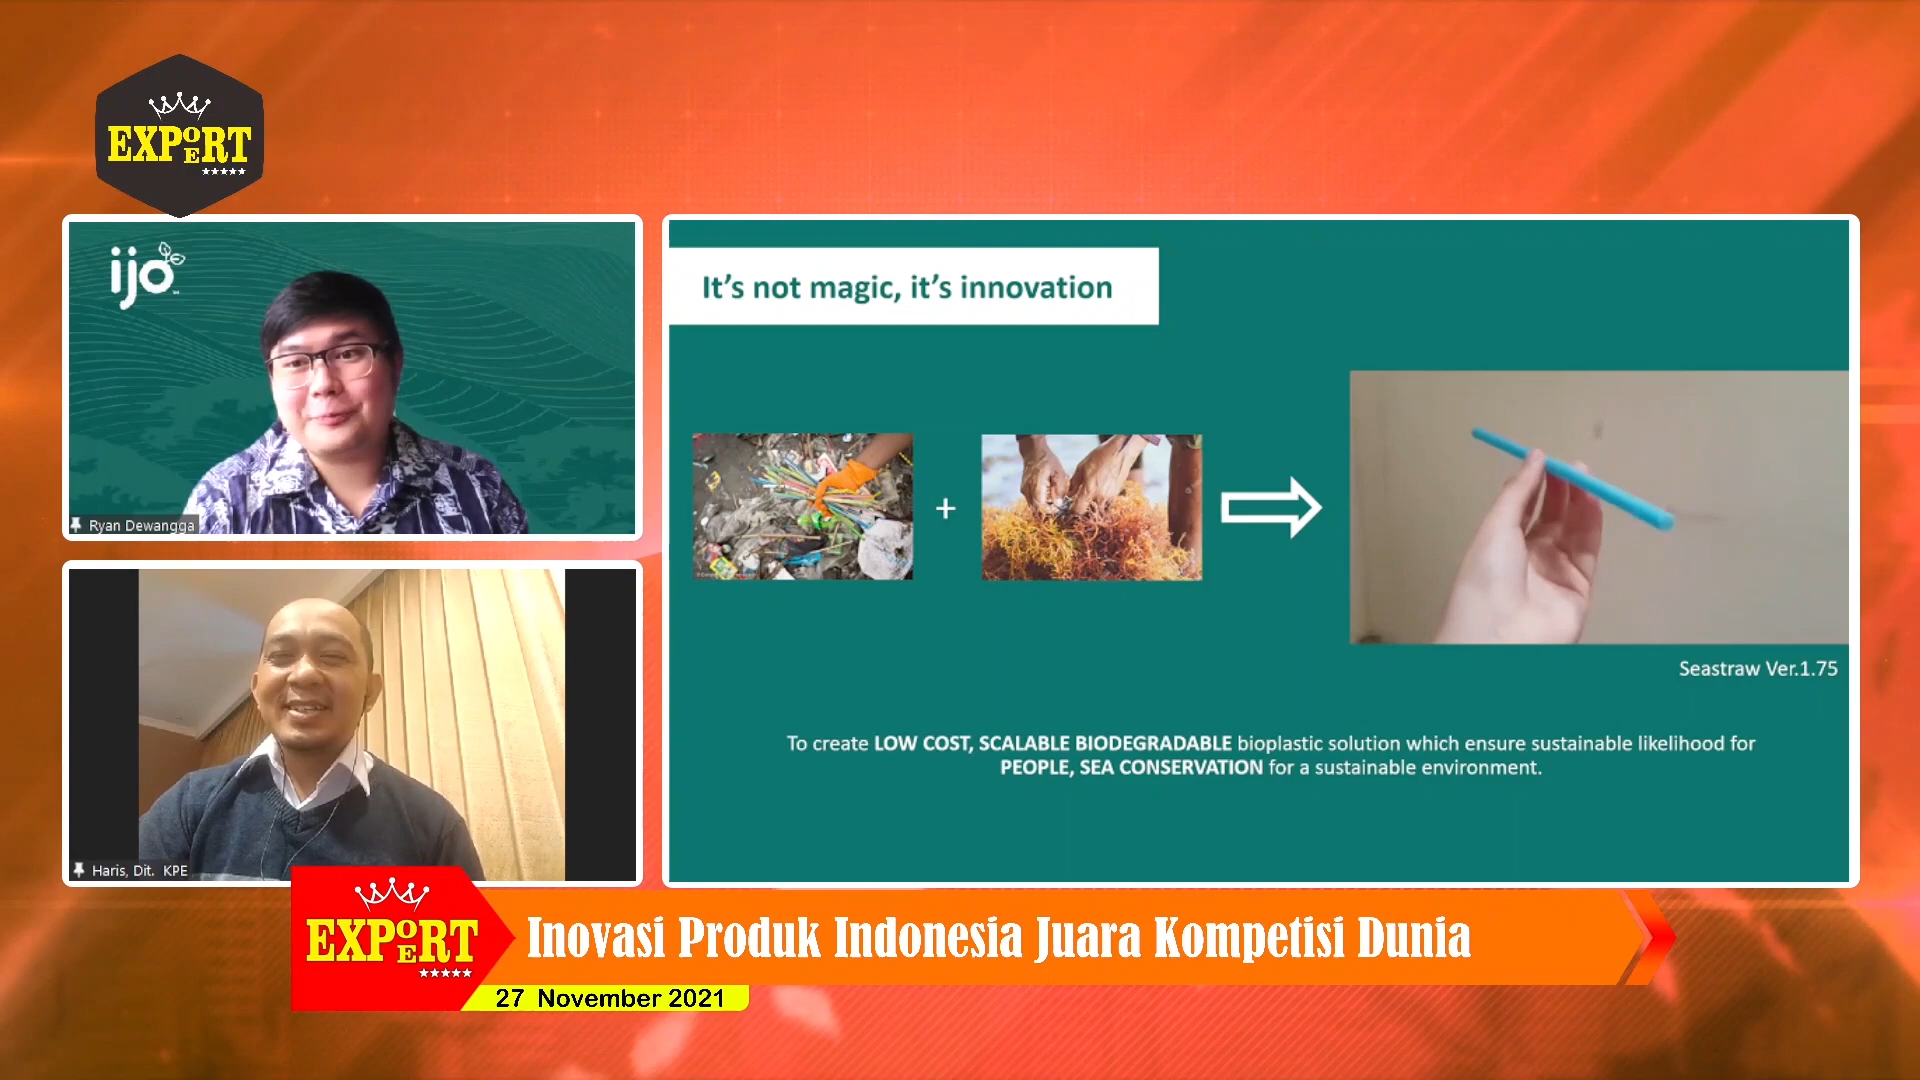 EXPOERT
ijo
Ryan Dewangga
Haris, Dit. KPE
It's not magic, it's innovation
+
Seastraw Ver.1.75
To create LOW COST, SCALABLE BIODEGRADABLE bioplastic solution which ensure sustainable likelihood for
PEOPLE, SEA CONSERVATION for a sustainable environment.
EXPOERT
Inovasi Produk Indonesia Juara Kompetisi Dunia
27 November 2021